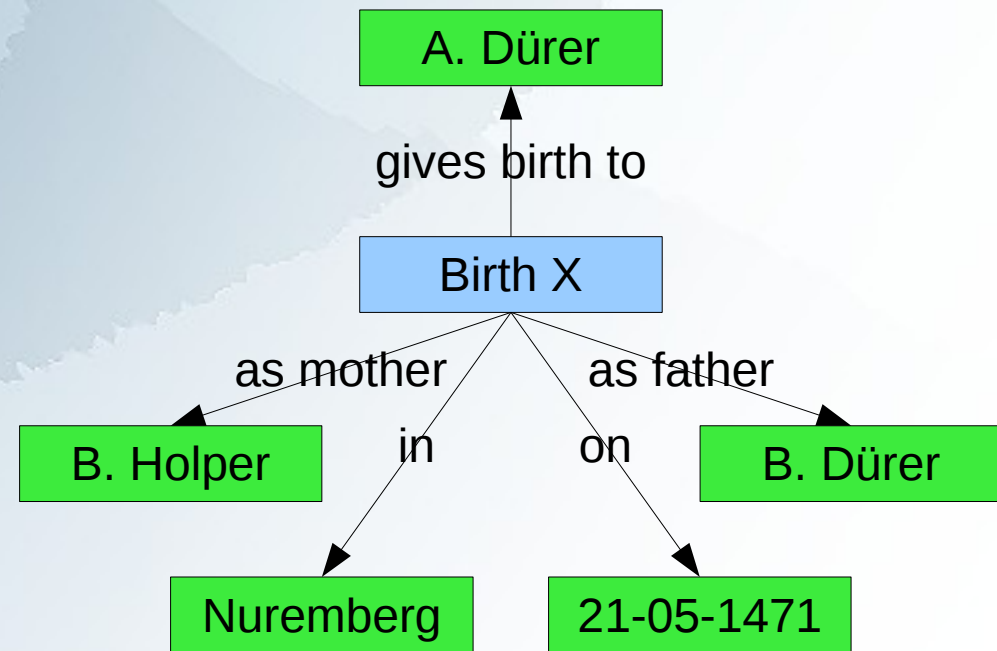 A. Dürer
gives birth to
Birth X
as mother
as father
B. Holper
in
on
B. Dürer
Nuremberg
21-05-1471